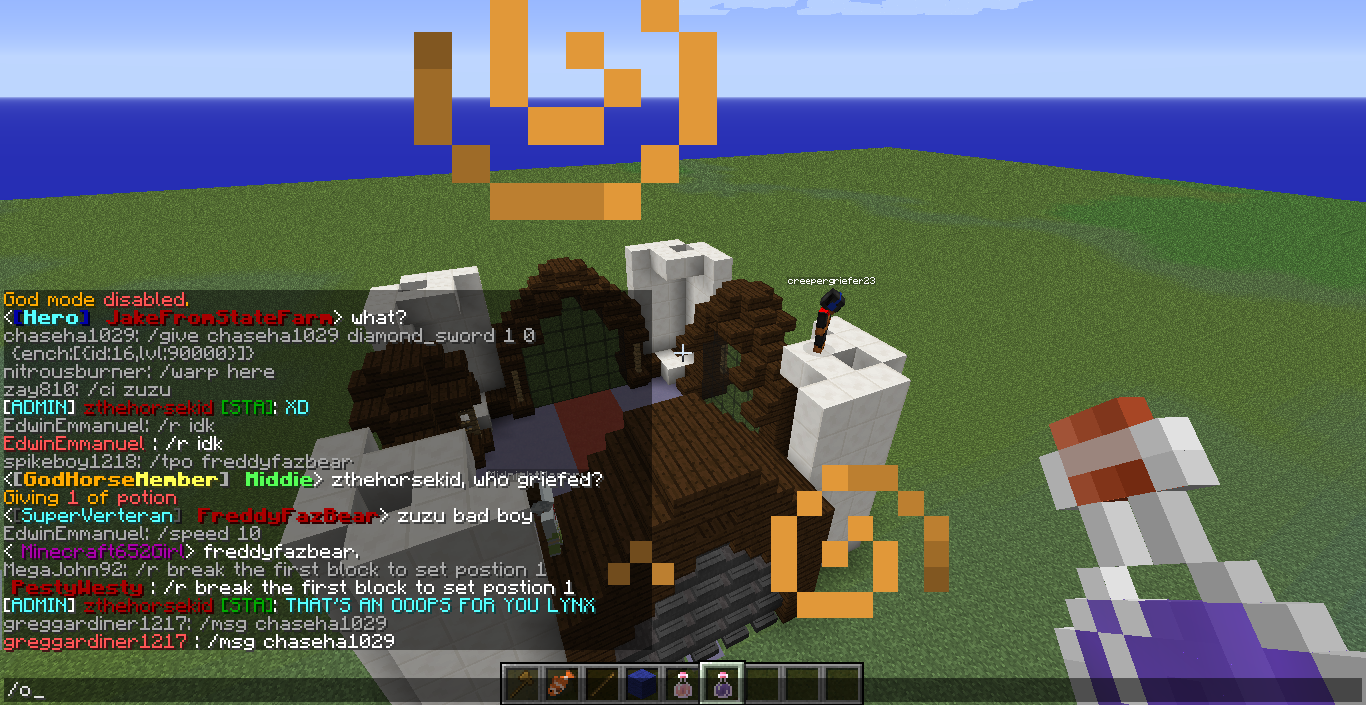 creepergriefer23
God mode disabled.
<[Hero] JakeFromStateFarm> what?
chaseha1029: /give chaseha1029 diamond_sword 1 0
{ench:[{id:16,lvl:90000}]}
nitrousburner: /warp here
zay810: /ci zuzu
[ADMIN] zthehorsekid [STA]: XD
EdwinEmmanuel: /r idk
EdwinEmmanuel : /r idk
spikeboy1218: /tpo freddyfazbear
<[GodHorseMember] Middie> zthehorsekid, who griefed?
Giving 1 of potion
<[SuperVerteran] FreddyFazBear> zuzu bad boy
EdwinEmmanuel: /speed 10
< Minecraft652Girl> freddyfazbear.
MegaJohn92: /r break the first block to set postion 1
PestyWesty : /r break the first block to set postion 1
[ADMIN] zthehorsekid [STA]: THAT'S AN OOOPS FOR YOU LYNX
greggardiner1217: /msg chaseha1029
greggardiner1217 : /msg chaseha1029
/o_